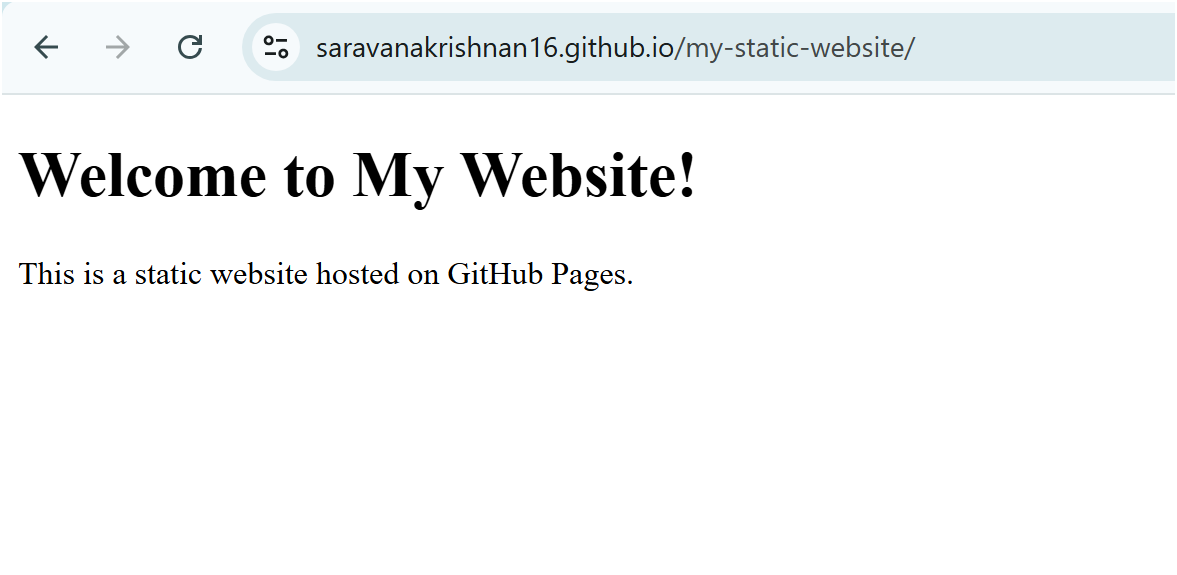 saravanakrishnan16.github.io/my-static-website/
Welcome to My Website!
This is a static website hosted on GitHub Pages.